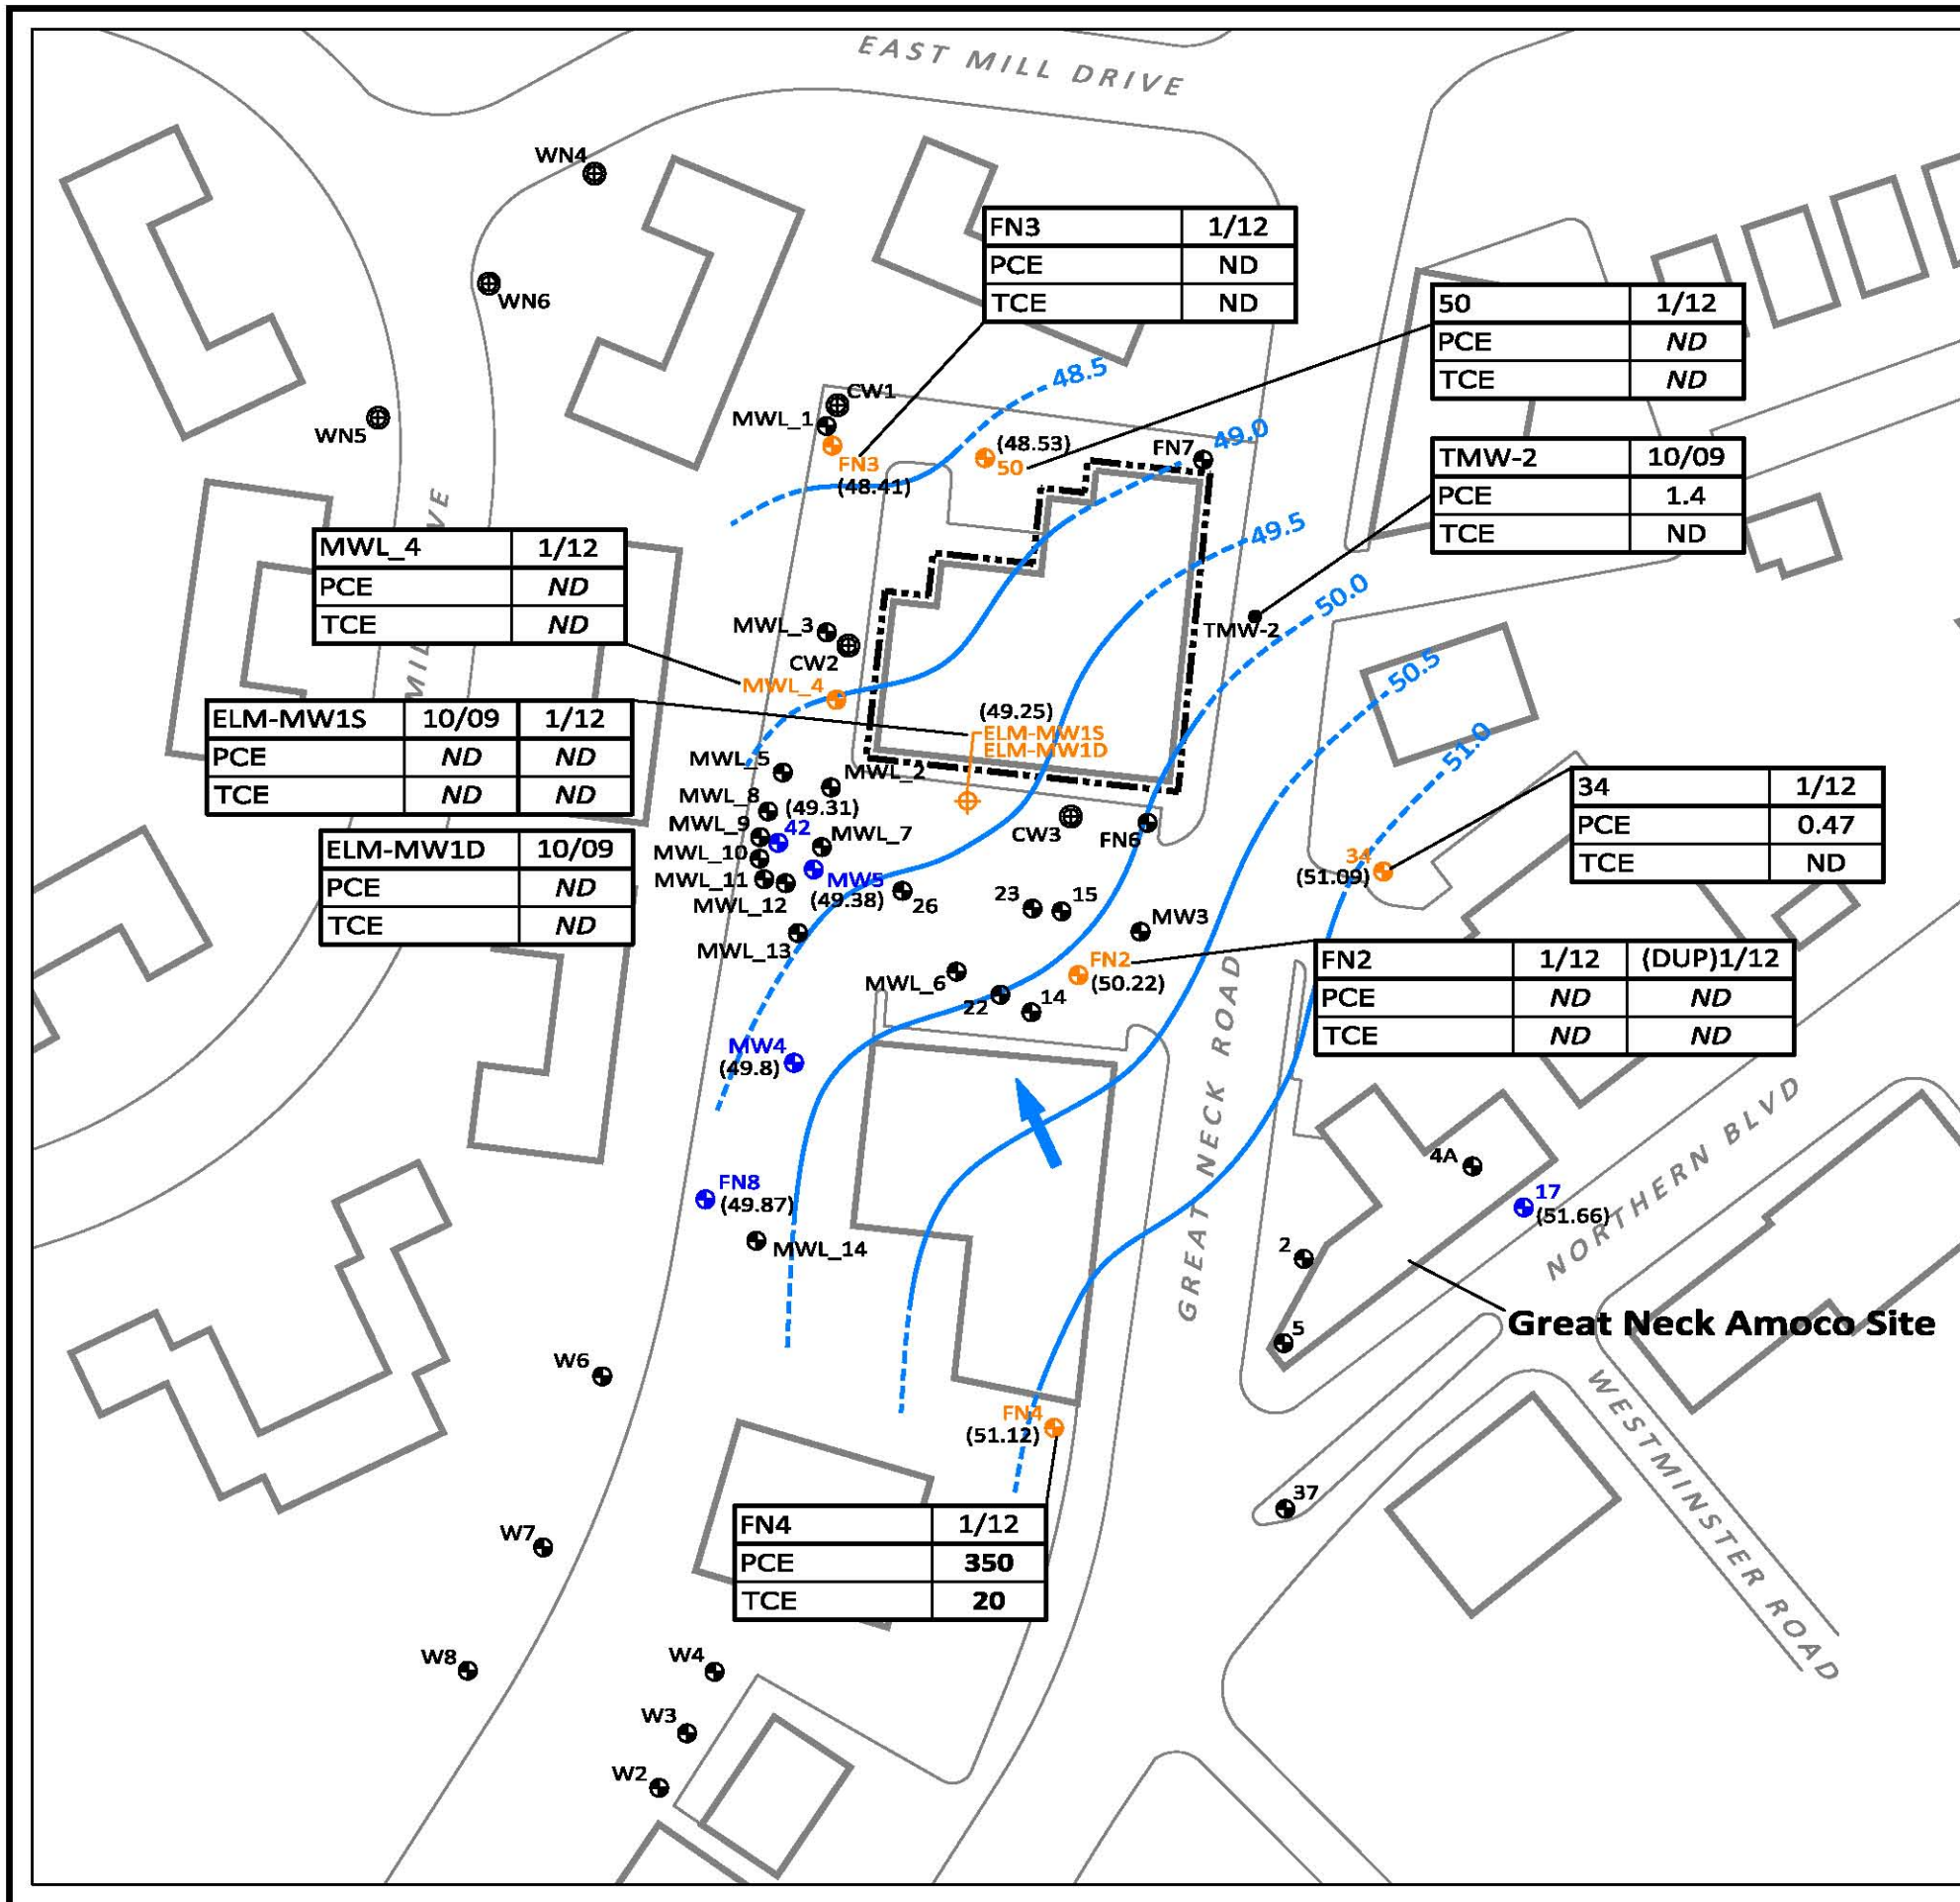 EAST MILL DRIVE
WN4
FN3 1/12
PCE ND
TCE ND
WN6
50 1/12
PCE ND
TCE ND
48.5
CW1
MWL_1
WN5
FN3
(48.41)
(48.53)
50
FN7
49.0
TMW-2 10/09
PCE 1.4
TCE ND
49.5
MWL_4 1/12
PCE ND
TCE ND
50.0
MWL_3
CW2
TMW-2
50.5
MWL_4
ELM-MW1S 10/09 1/12
PCE ND ND
TCE ND ND
(49.25)
ELM-MW1S
ELM-MW1D
51.0
MWL_5
MWL_2
34 1/12
PCE 0.47
TCE ND
MWL_8
(49.31)
MWL_9
42
MWL_7
CW3
FN6
ELM-MW1D 10/09
PCE ND
TCE ND
MWL_10
MWL_11
MW5
(49.38)
34
(51.09)
MWL_12
26
23
15
MW3
MWL_13
FN2
(50.22)
FN2 1/12 (DUP)1/12
PCE ND ND
TCE ND ND
MWL_6
22
14
MW4
(49.8)
GREAT NECK ROAD
NORTHERN BLVD
4A
FN8
(49.87)
17
(51.66)
MWL_14
2
Great Neck Amoco Site
5
W6
WESTMINSTER ROAD
FN4
(51.12)
37
FN4 1/12
PCE 350
TCE 20
W7
W8
W4
W3
W2